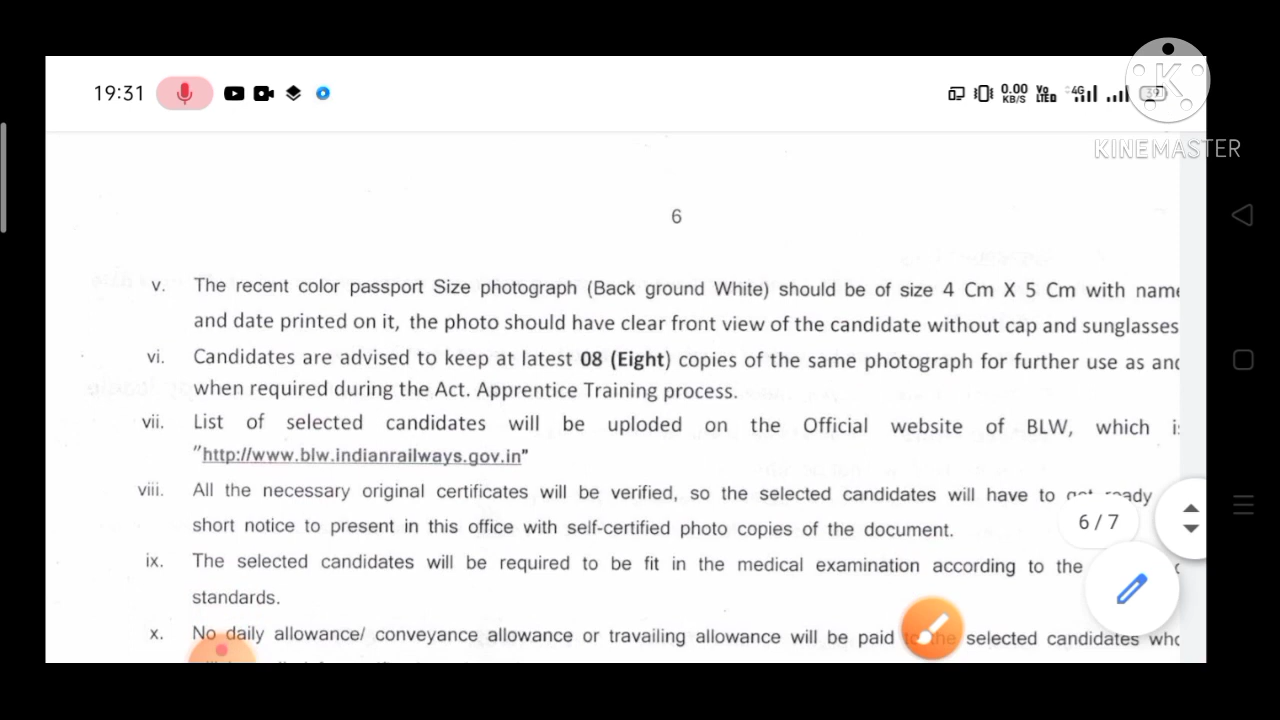 19:31
0.00 KB/S
Vo LTE
4G
39
KINEMASTER
6
v. The recent color passport Size photograph (Back ground White) should be of size 4 Cm X 5 Cm with name
and date printed on it, the photo should have clear front view of the candidate without cap and sunglasses
vi. Candidates are advised to keep at latest 08 (Eight) copies of the same photograph for further use as and
when required during the Act. Apprentice Training process.
vii. List of selected candidates will be uploded on the Official website of BLW, which is
"http://www.blw.indianrailways.gov.in"
viii. All the necessary original certificates will be verified, so the selected candidates will have to get ready
short notice to present in this office with self-certified photo copies of the document.
6 / 7
ix. The selected candidates will be required to be fit in the medical examination according to the
standards.
x. No daily allowance/ conveyance allowance or travailing allowance will be paid to the selected candidates who